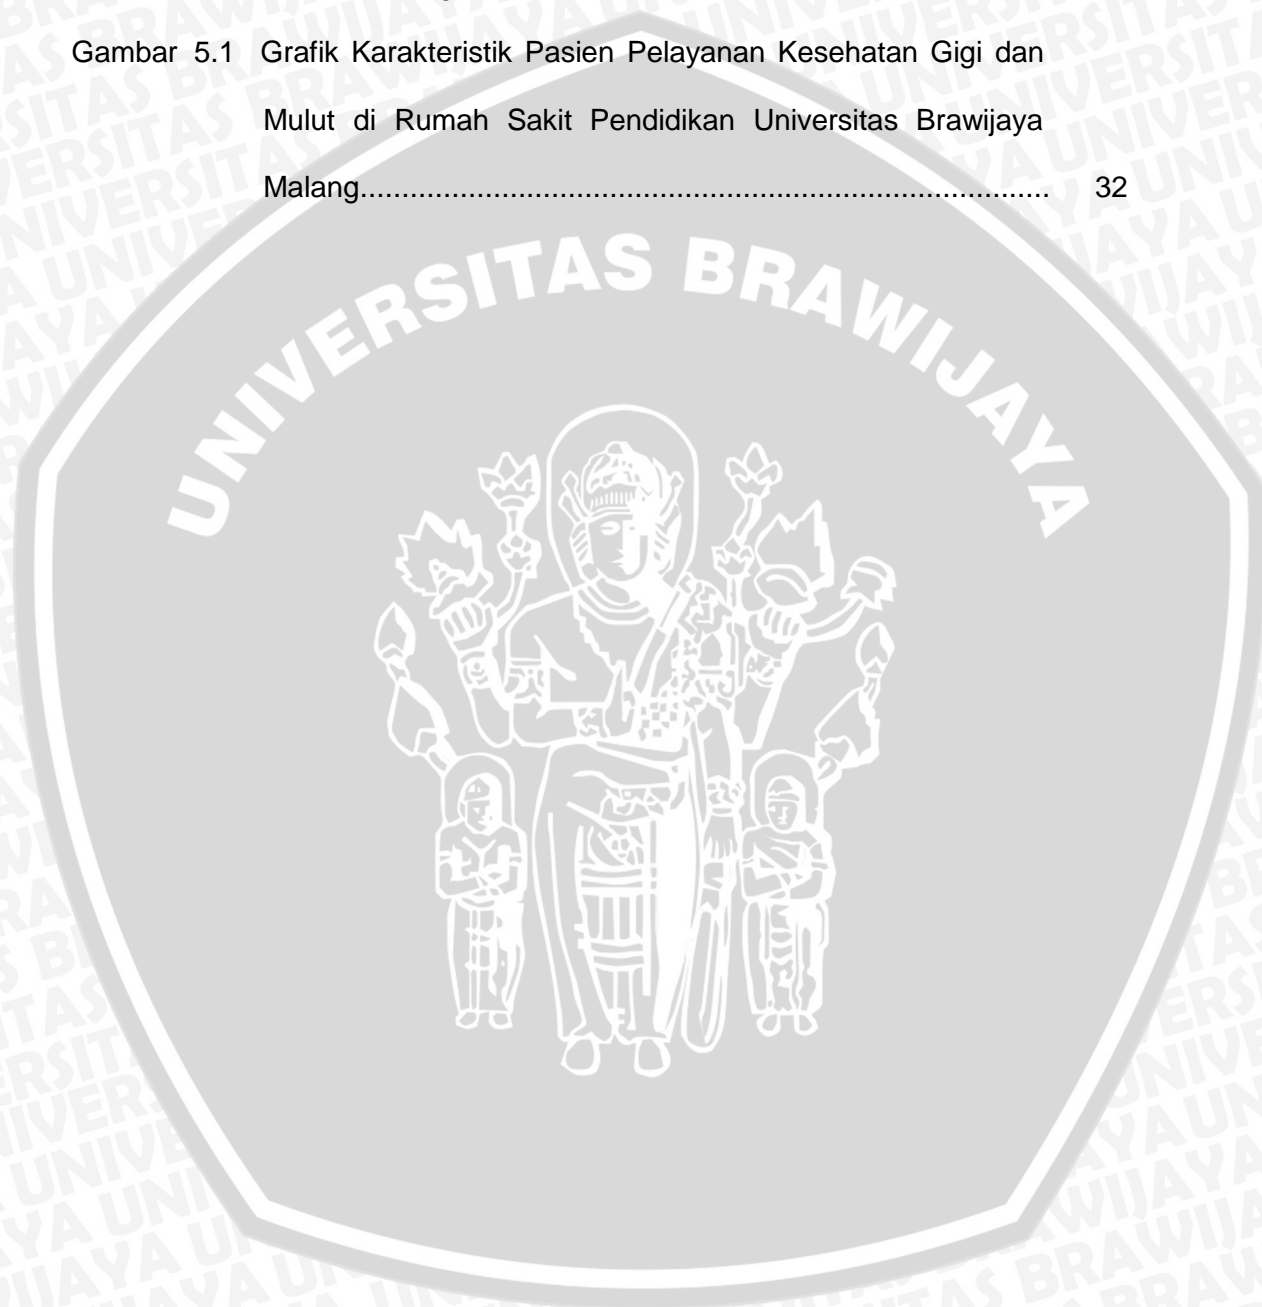 Gambar 5.1 Grafik Karakteristik Pasien Pelayanan Kesehatan Gigi dan
Mulut di Rumah Sakit Pendidikan Universitas Brawijaya
Malang................................................................................... 32
UNIVERSITAS BRAWIJAYA